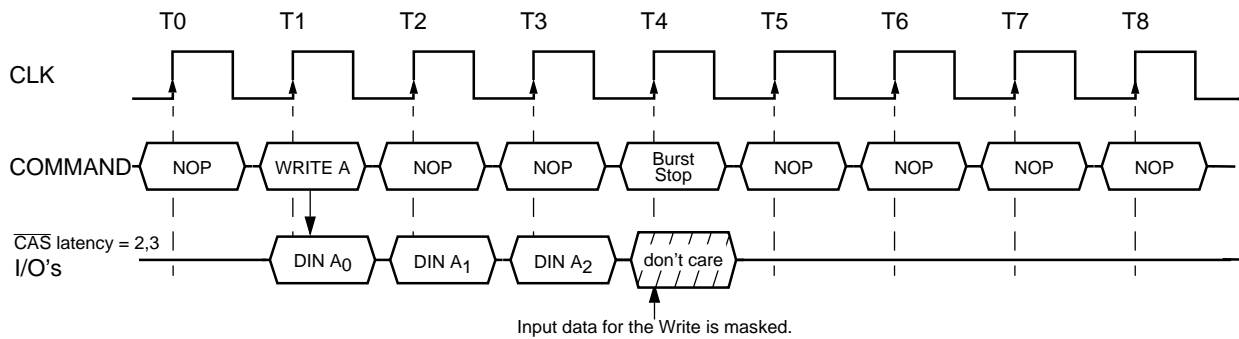 T0 T1 T2 T3 T4 T5 T6 T7 T8
CLK
COMMAND NOP WRITE A NOP NOP Burst Stop NOP NOP NOP NOP
CAS latency = 2,3
I/O's DIN A0 DIN A1 DIN A2 don't care
Input data for the Write is masked.